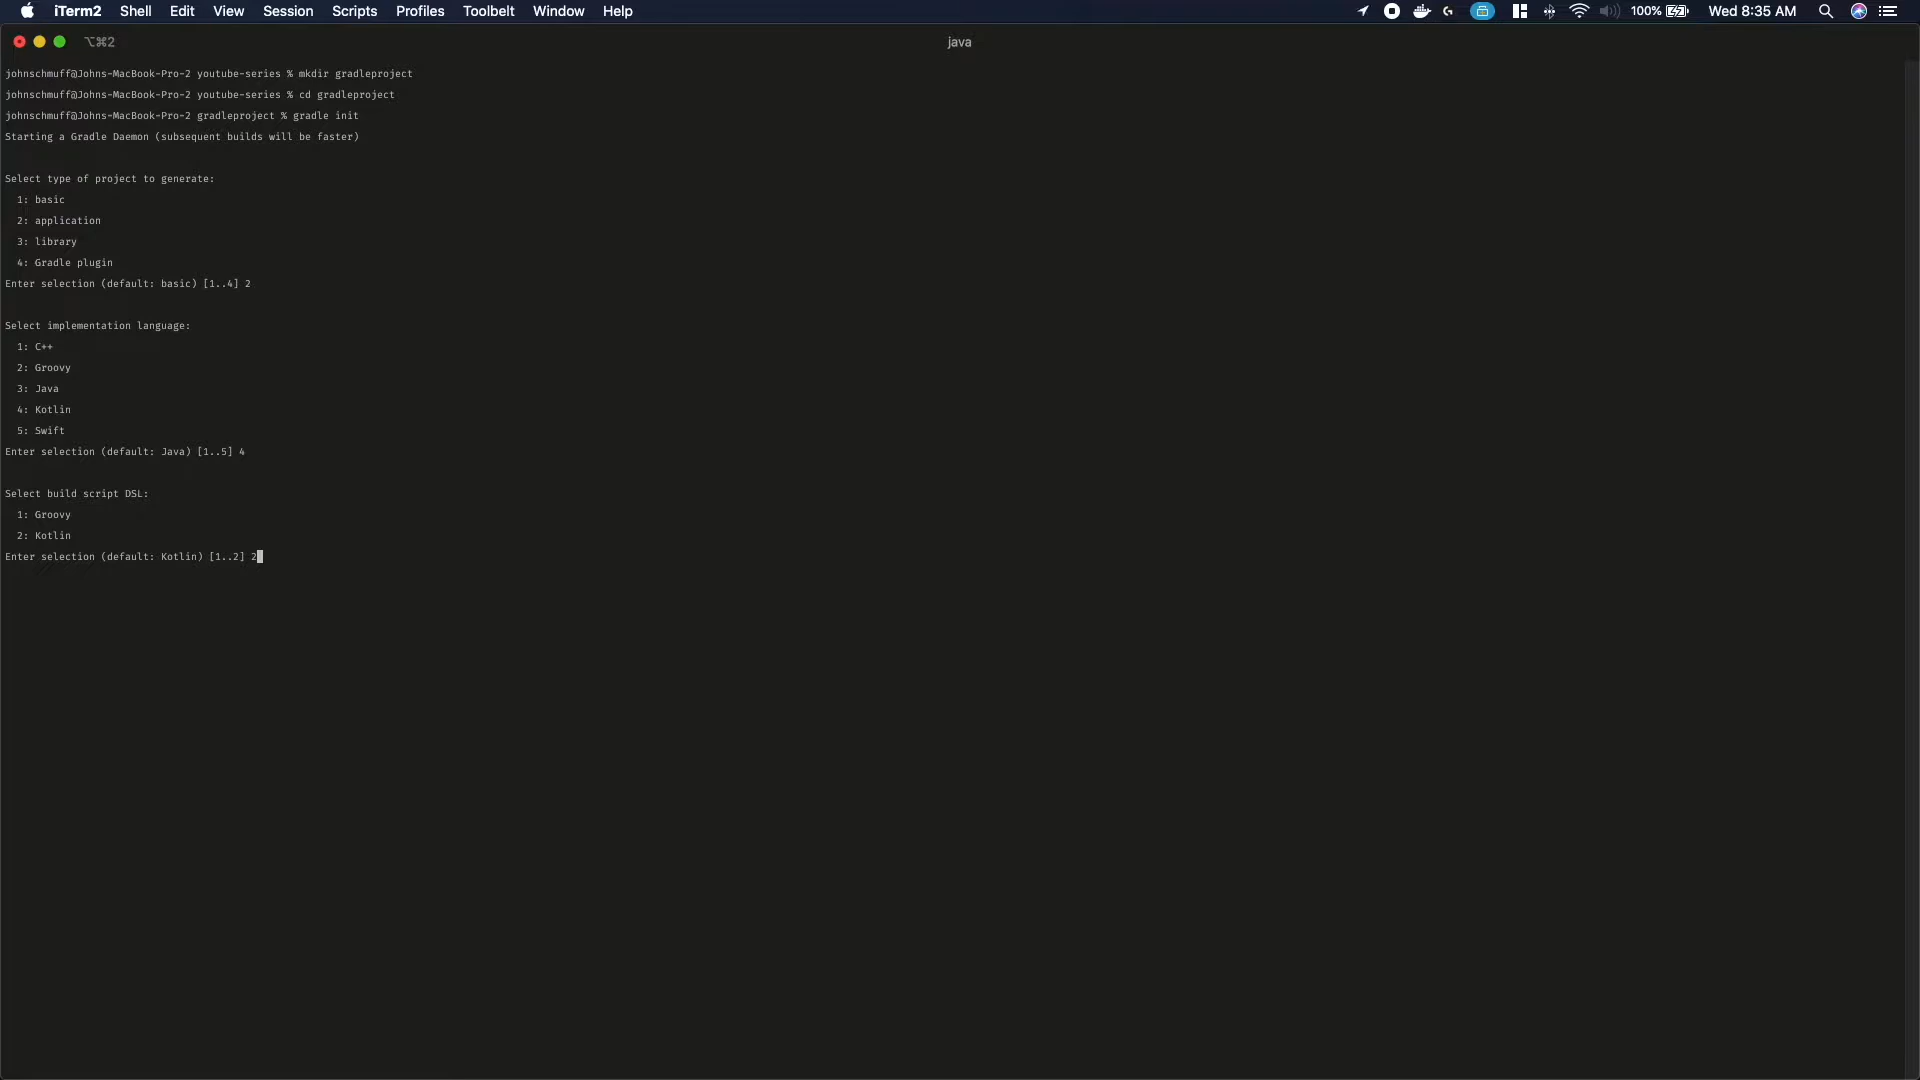 iTerm2 Shell Edit View Session Scripts Profiles Toolbelt Window Help 100% Wed 8:35 AM
⌥⌘2 java
johnschmuff@Johns-MacBook-Pro-2 youtube-series % mkdir gradleproject
johnschmuff@Johns-MacBook-Pro-2 youtube-series % cd gradleproject
johnschmuff@Johns-MacBook-Pro-2 gradleproject % gradle init
Starting a Gradle Daemon (subsequent builds will be faster)
Select type of project to generate:
1: basic
2: application
3: library
4: Gradle plugin
Enter selection (default: basic) [1..4] 2
Select implementation language:
1: C++
2: Groovy
3: Java
4: Kotlin
5: Swift
Enter selection (default: Java) [1..5] 4
Select build script DSL:
1: Groovy
2: Kotlin
Enter selection (default: Kotlin) [1..2] 2